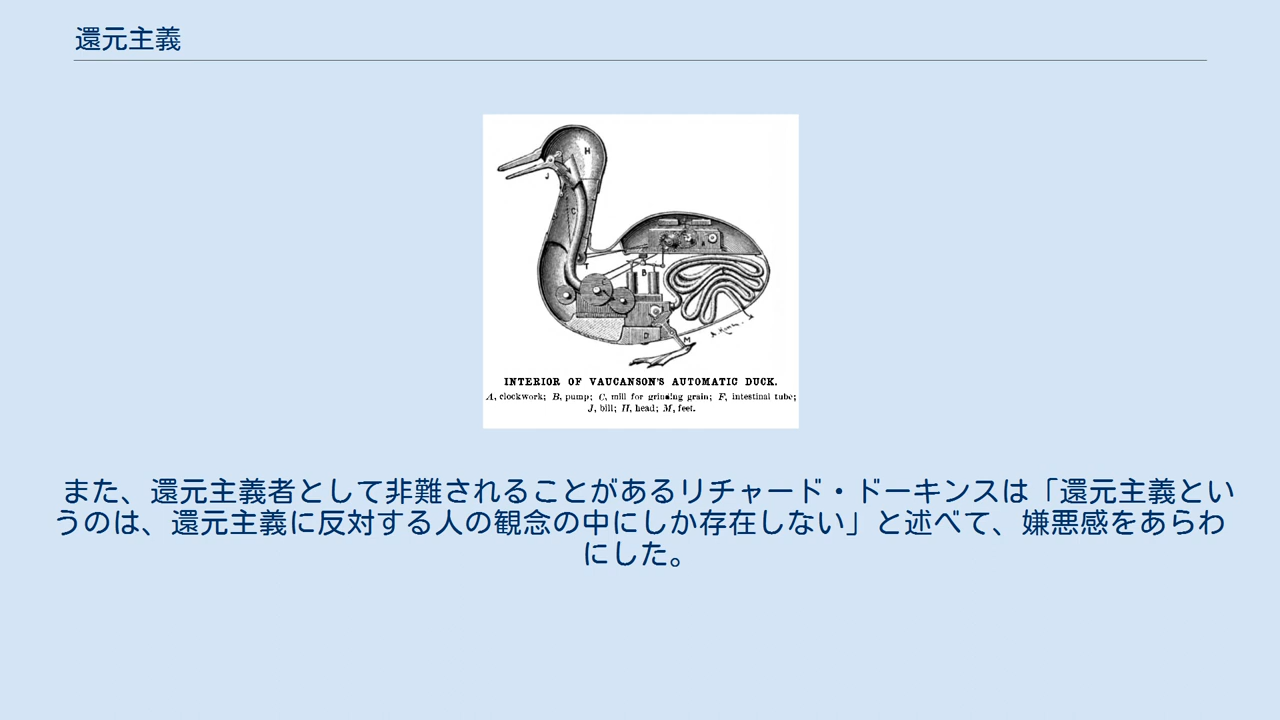 還元主義
H
J
C
T
A
B
M
INTERIOR OF VAUCANSON'S AUTOMATIC DUCK.
A, clockwork; B, pump; C, mill for grinding grain; F, intestinal tube;
J, bill; H, head; M, feet.
また、還元主義者として非難されることがあるリチャード・ドーキンスは「還元主義とい
うのは、還元主義に反対する人の観念の中にしか存在しない」と述べて、嫌悪感をあらわ
にした。